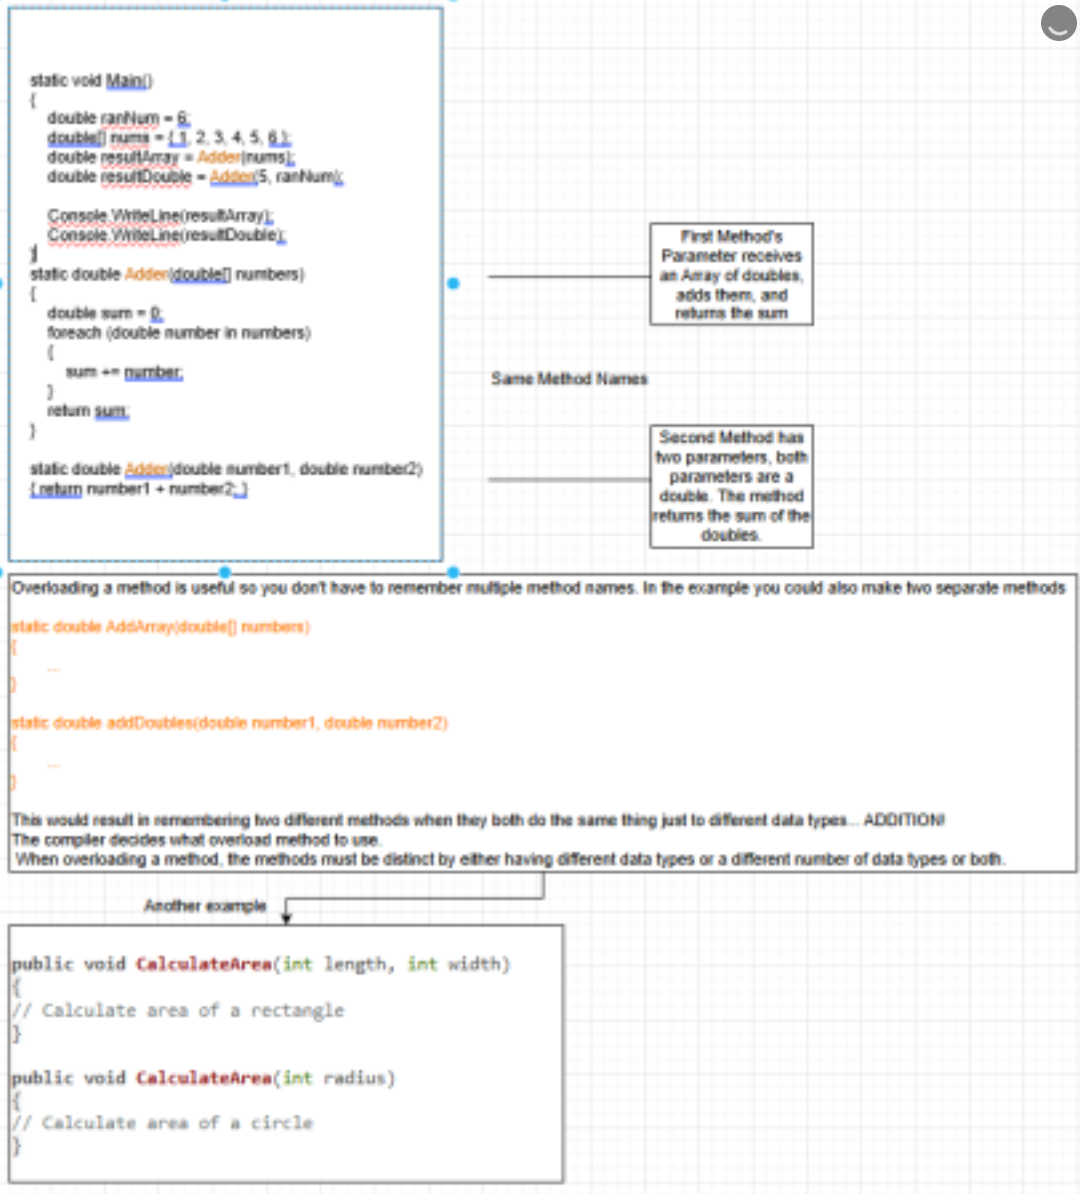 static void Main()
{
double ranNum = 6;
double[] nums = { 1, 2, 3, 4, 5, 6 };
double resultArray = Adder(nums);
double resultDouble = Adder(5, ranNum);
Console.WriteLine(resultArray);
Console.WriteLine(resultDouble);
}
static double Adder(double[] numbers)
{
double sum = 0;
foreach (double number in numbers)
{
sum += number;
}
return sum;
}
static double Adder(double number1, double number2)
{ return number1 + number2; }
First Method's
Parameter receives
an Array of doubles,
adds them, and
returns the sum
Same Method Names
Second Method has
two parameters, both
parameters are a
double. The method
returns the sum of the
doubles.
Overloading a method is useful so you don't have to remember multiple method names. In the example you could also make two separate methods
static double AddArray(double[] numbers)
{
...
}
static double addDoubles(double number1, double number2)
{
...
}
This would result in remembering two different methods when they both do the same thing just to different data types... ADDITION!
The compiler decides what overload method to use.
When overloading a method, the methods must be distinct by either having different data types or a different number of data types or both.
Another example
public void CalculateArea(int length, int width)
{
// Calculate area of a rectangle
}
public void CalculateArea(int radius)
{
// Calculate area of a circle
}